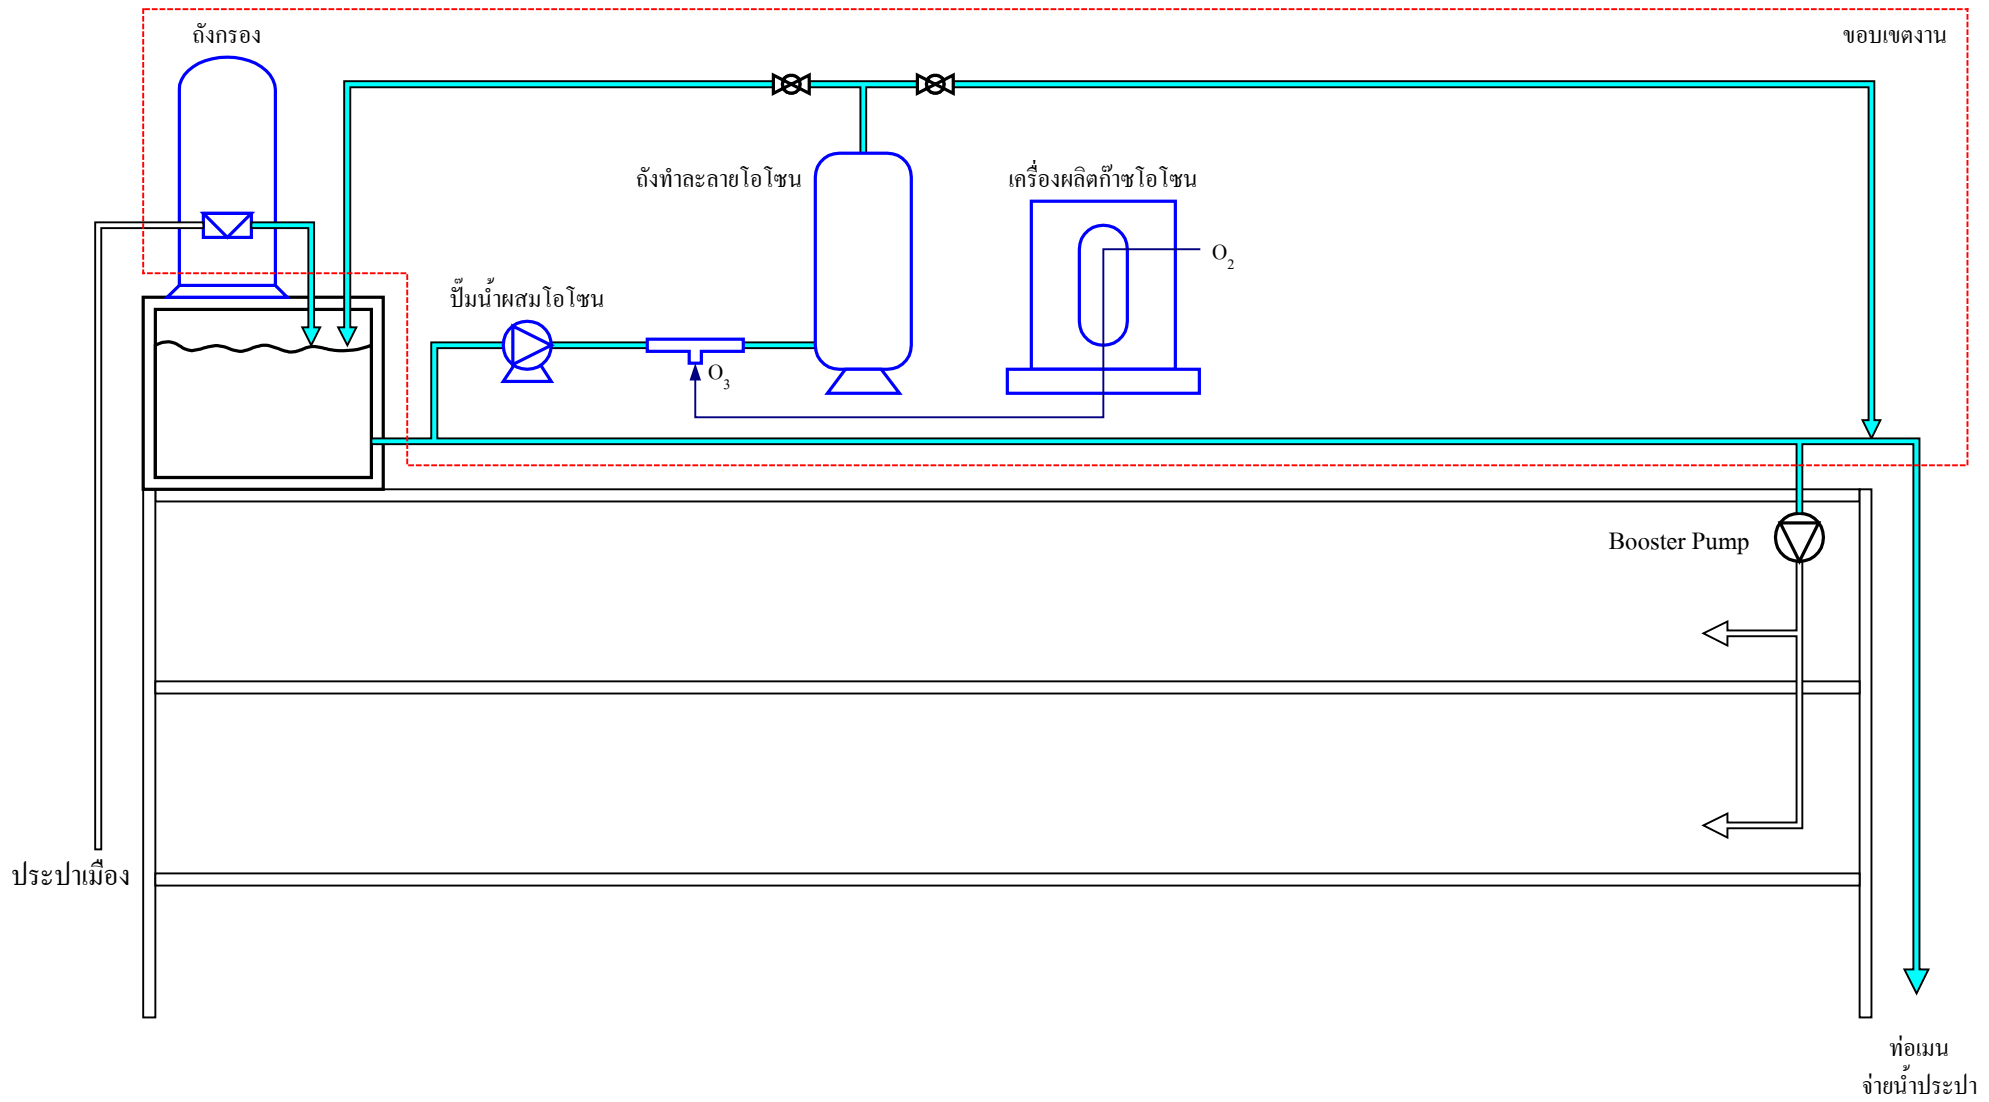 ถังกรอง
ขอบเขตงาน
ถังทำละลายโอโซน
เครื่องผลิตก๊าซโอโซน
O2
ปั๊มน้ำผสมโอโซน
O3
Booster Pump
ประปาเมือง
ท่อเมน
จ่ายน้ำประปา